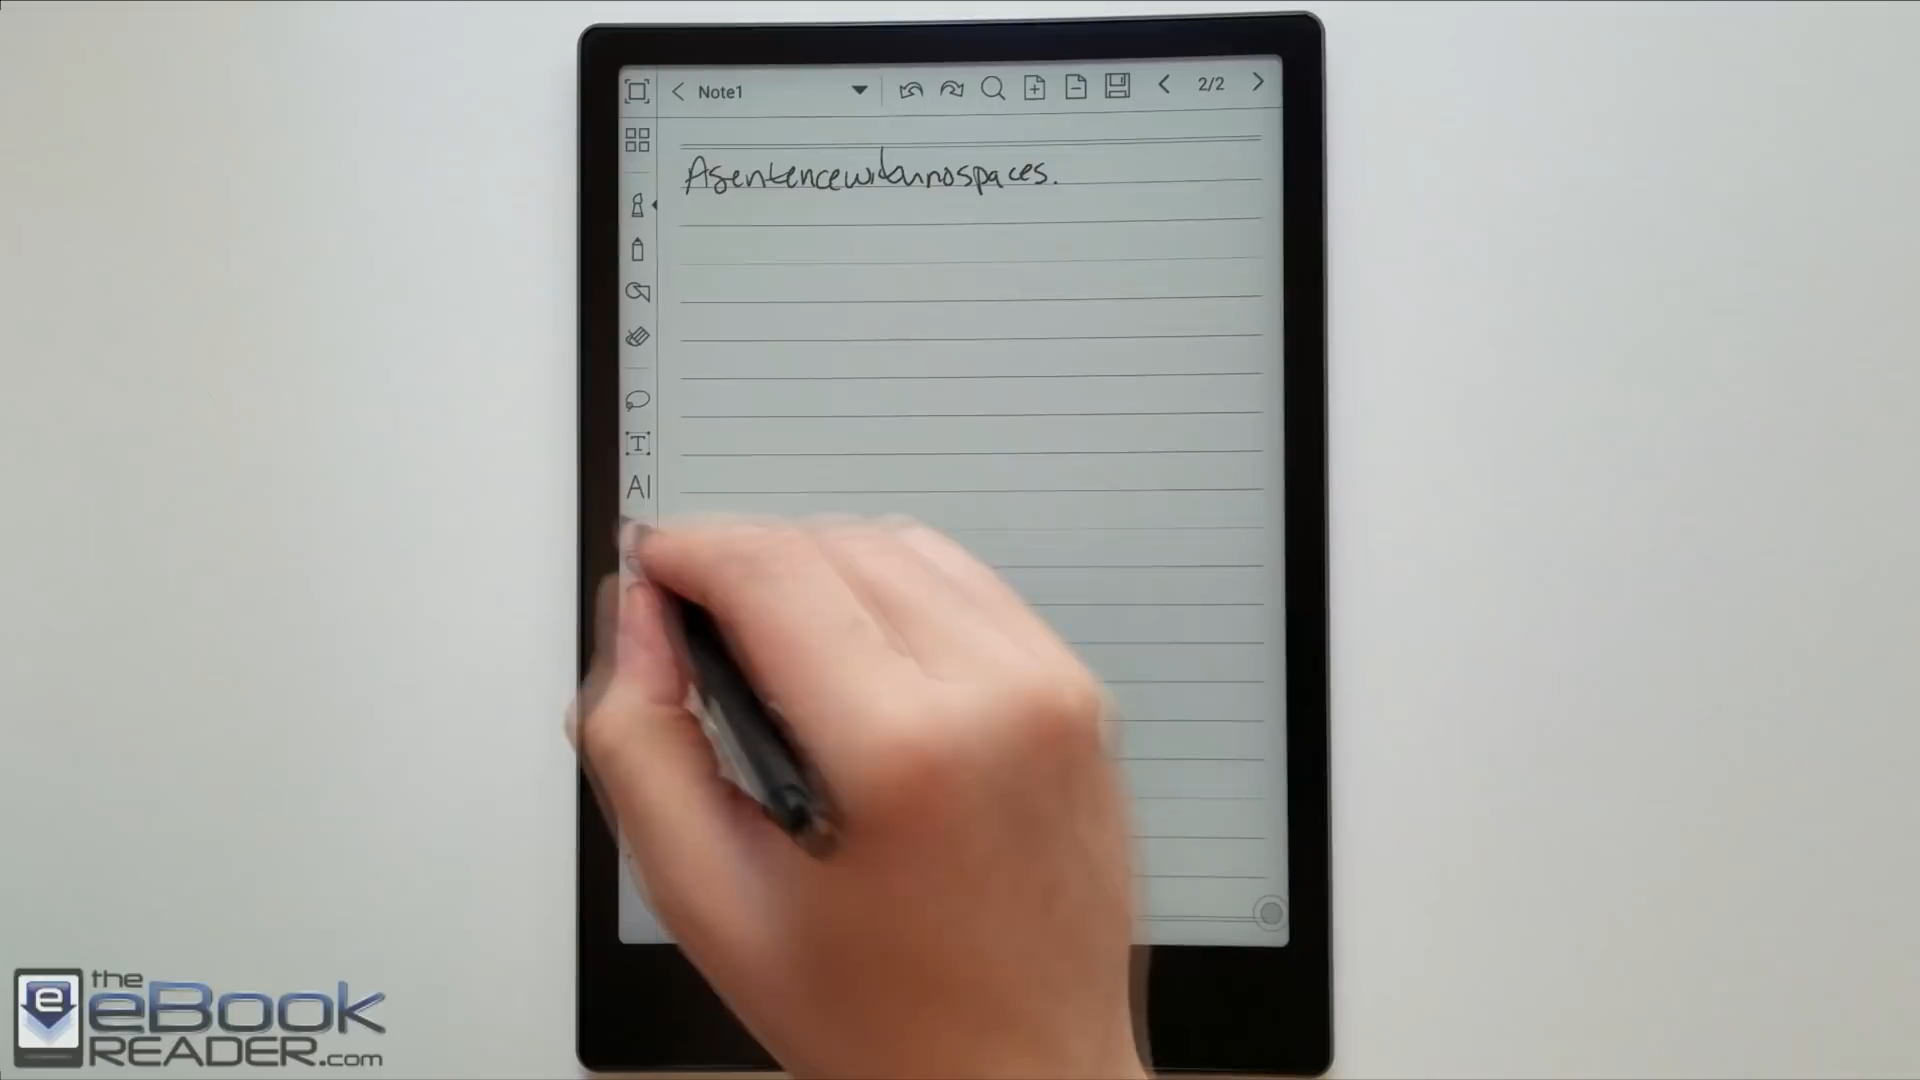 Note1
2/2
Asentencewithnospaces.
T
AI
the
eBook
READER.com